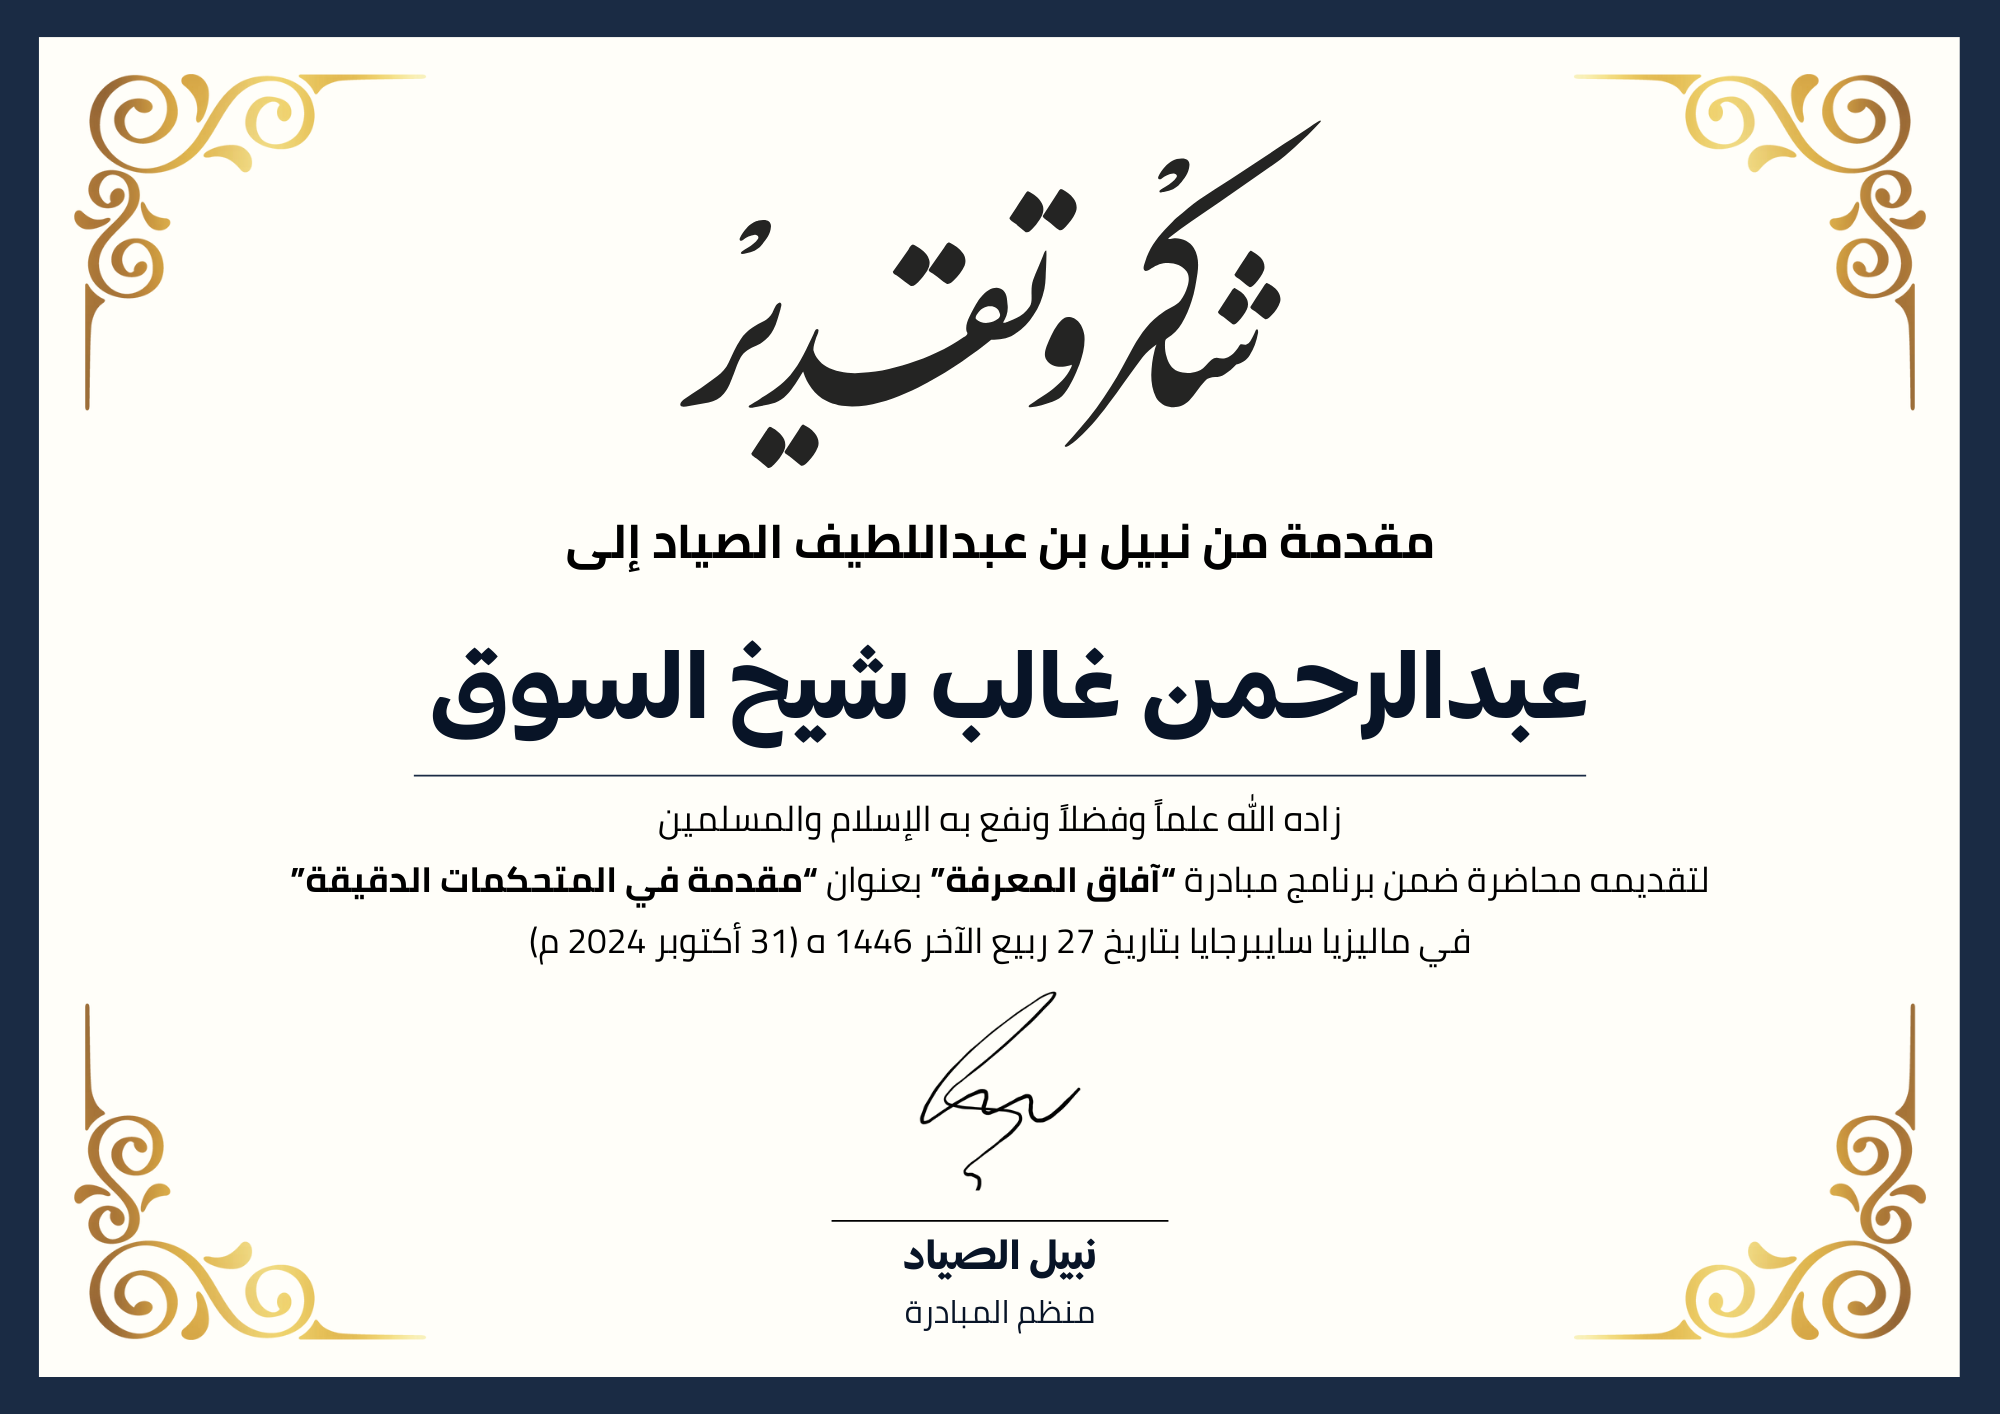 شكر وتقدير
مقدمة من نبيل بن عبداللطيف الصياد إلى
عبدالرحمن غالب شيخ السوق
زاده الله علماً وفضلاً ونفع به الإسلام والمسلمين
لتقديمه محاضرة ضمن برنامج مبادرة “آفاق المعرفة” بعنوان “مقدمة في المتحكمات الدقيقة”
في ماليزيا سايبرجايا بتاريخ 27 ربيع الآخر 1446 ه (31 أكتوبر 2024 م)
نبيل الصياد
منظم المبادرة